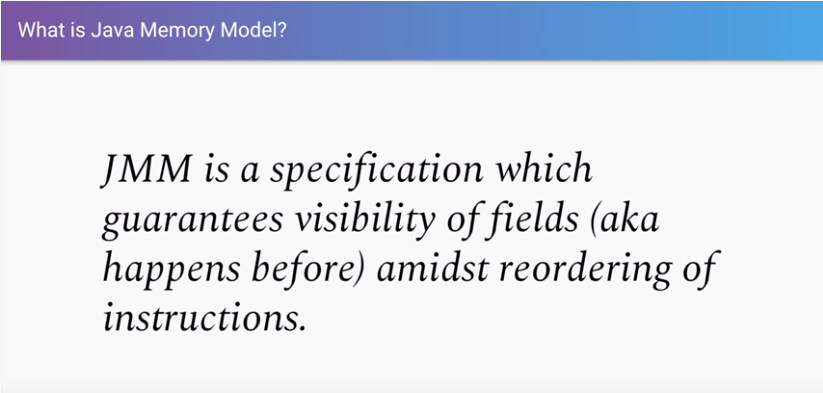 What is Java Memory Model?
JMM is a specification which
guarantees visibility of fields (aka
happens before) amidst reordering of
instructions.